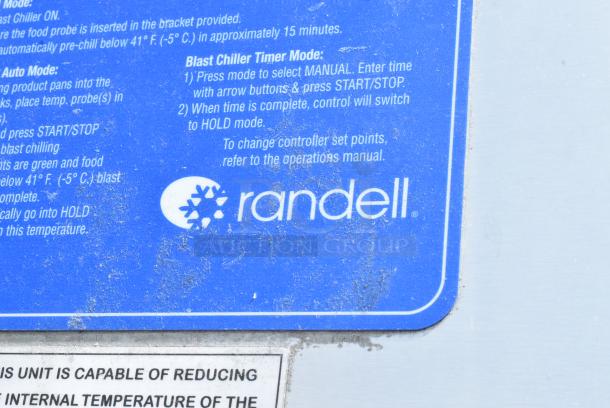 Mode:
ast Chiller ON.
re the food probe is inserted in the bracket provided.
automatically pre-chill below 41° F. (-5° C.) in approximately 15 minutes.
Auto Mode:
ng product pans into the
ks, place temp. probe(s) in
s).
d press START/STOP
blast chilling
nts are green and food
elow 41° F. (-5° C.) blast
omplete.
cally go into HOLD
n this temperature.
Blast Chiller Timer Mode:
1) Press mode to select MANUAL. Enter time
with arrow buttons & press START/STOP.
2) When time is complete, control will switch
to HOLD mode.
To change controller set points,
refer to the operations manual.
randell®
AUCTION GROUP
IS UNIT IS CAPABLE OF REDUCING
INTERNAL TEMPERATURE OF THE